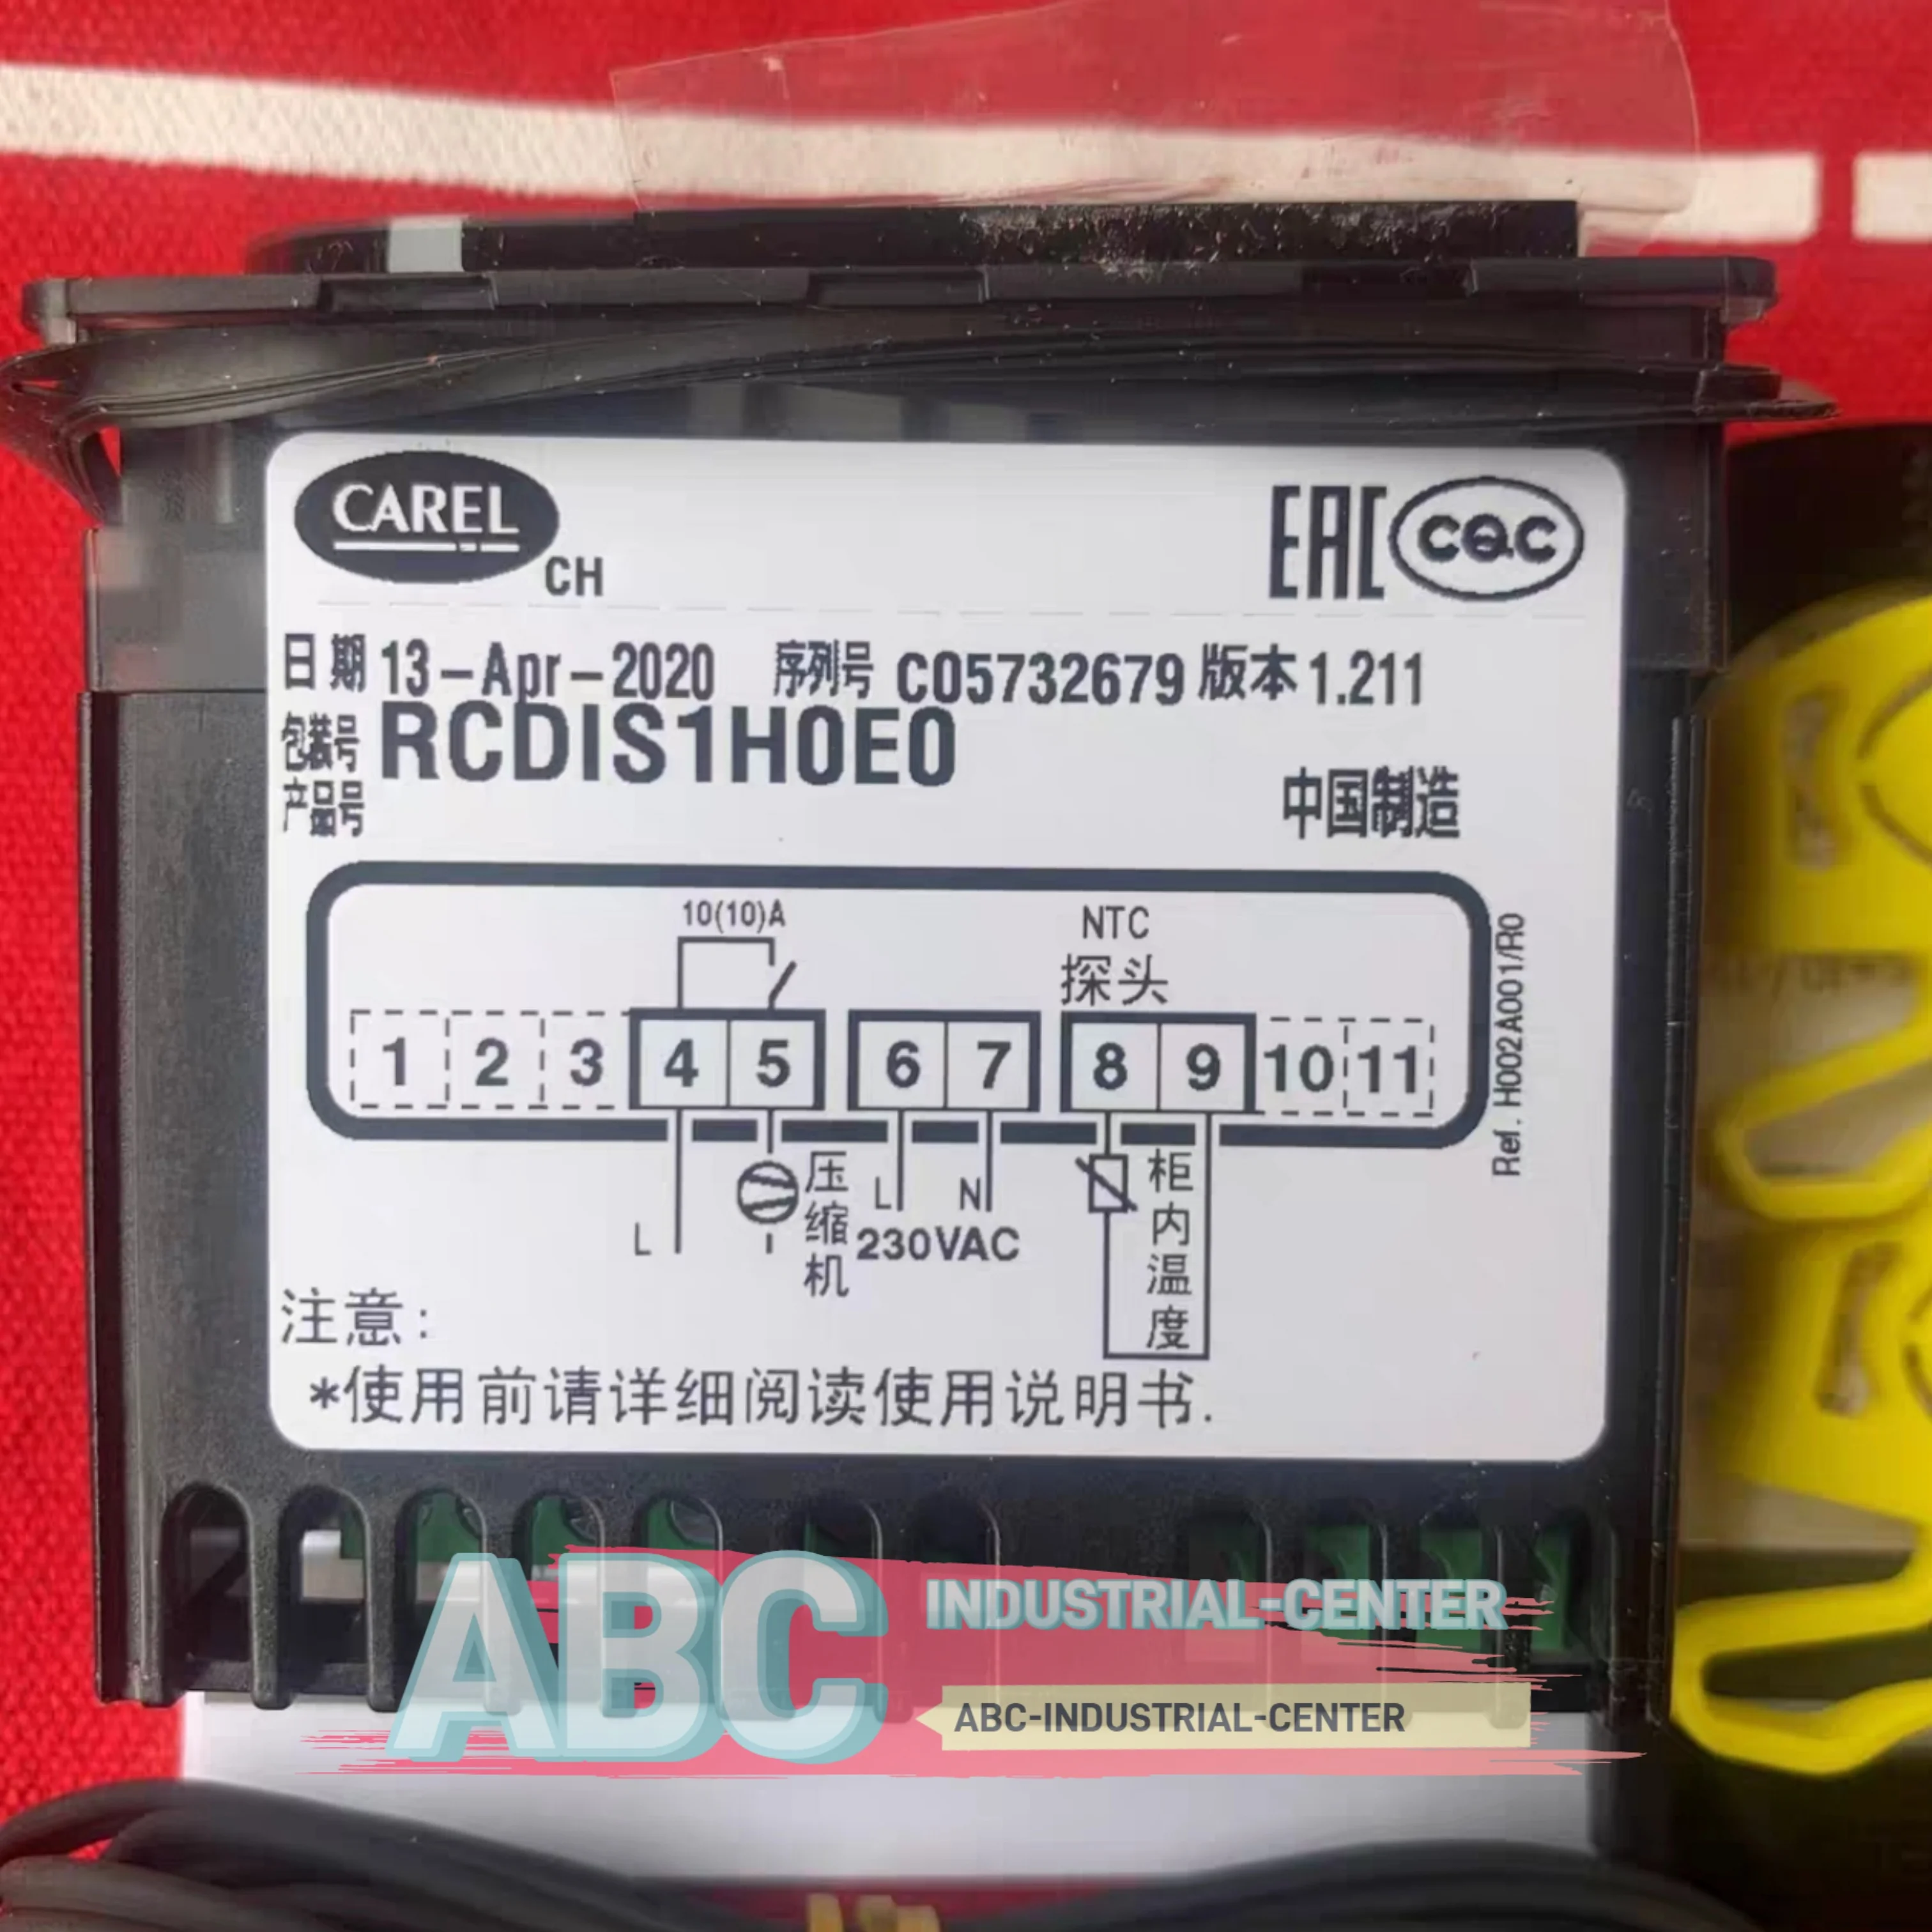 CAREL
CH
EAC CQC
日期 13-Apr-2020 序列号 C05732679 版本 1.211
包装号 RCDIS1H0E0
产品号
中国制造
10(10)A
NTC
探头
1 2 3 4 5 6 7 8 9 10 11
Ref. H002A001/R0
L
压缩机
L N
230VAC
柜内温度
注意:
*使用前请详细阅读使用说明书.
ABC
INDUSTRIAL-CENTER
ABC-INDUSTRIAL-CENTER